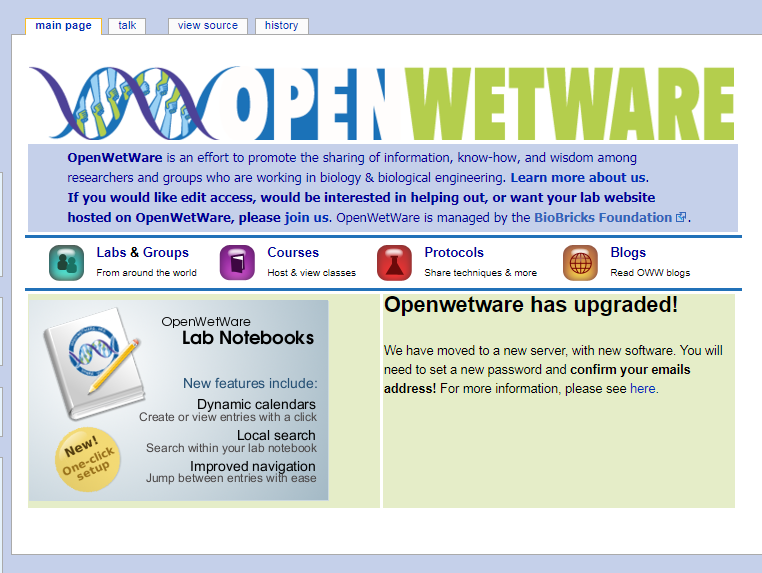 main page talk view source history
OPENWETWARE
OpenWetWare is an effort to promote the sharing of information, know-how, and wisdom among
researchers and groups who are working in biology & biological engineering. Learn more about us.
If you would like edit access, would be interested in helping out, or want your lab website
hosted on OpenWetWare, please join us. OpenWetWare is managed by the BioBricks Foundation.
Labs & Groups
From around the world
Courses
Host & view classes
Protocols
Share techniques & more
Blogs
Read OWW blogs
OpenWetWare
Lab Notebooks
New features include:
Dynamic calendars
Create or view entries with a click
Local search
Search within your lab notebook
Improved navigation
Jump between entries with ease
New!
One-click
setup
Openwetware has upgraded!
We have moved to a new server, with new software. You will
need to set a new password and confirm your emails
address! For more information, please see here.